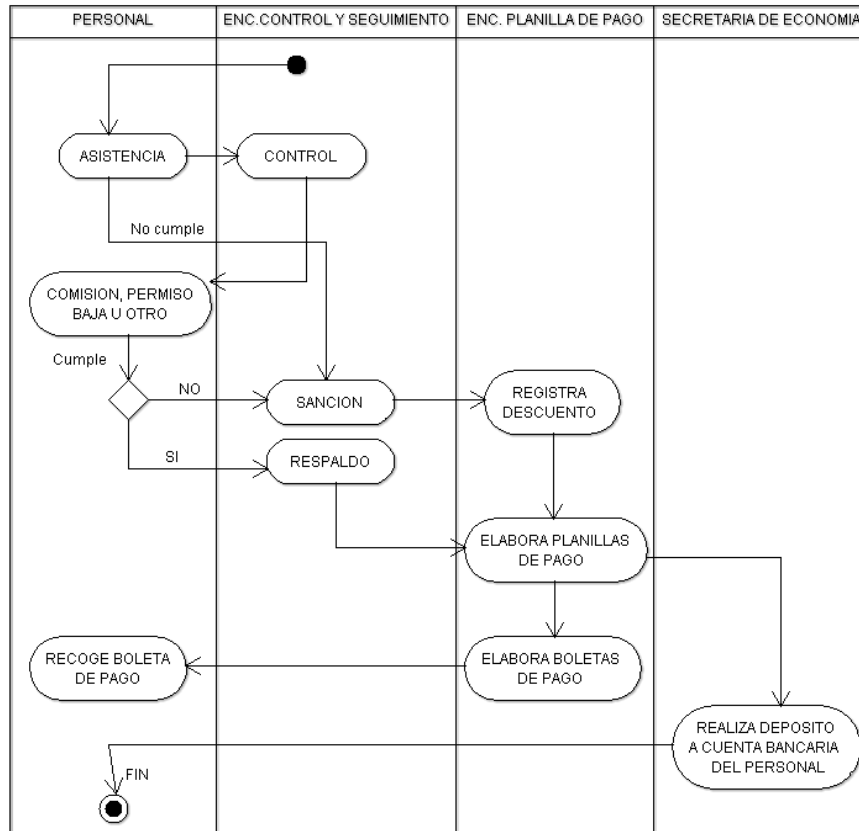 PERSONAL
ENC.CONTROL Y SEGUIMIENTO
ENC. PLANILLA DE PAGO
SECRETARIA DE ECONOMIA
ASISTENCIA
CONTROL
No cumple
COMISION, PERMISO
BAJA U OTRO
Cumple
NO
SANCION
REGISTRA
DESCUENTO
SI
RESPALDO
ELABORA PLANILLAS
DE PAGO
RECOGE BOLETA
DE PAGO
ELABORA BOLETAS
DE PAGO
REALIZA DEPOSITO
A CUENTA BANCARIA
DEL PERSONAL
FIN